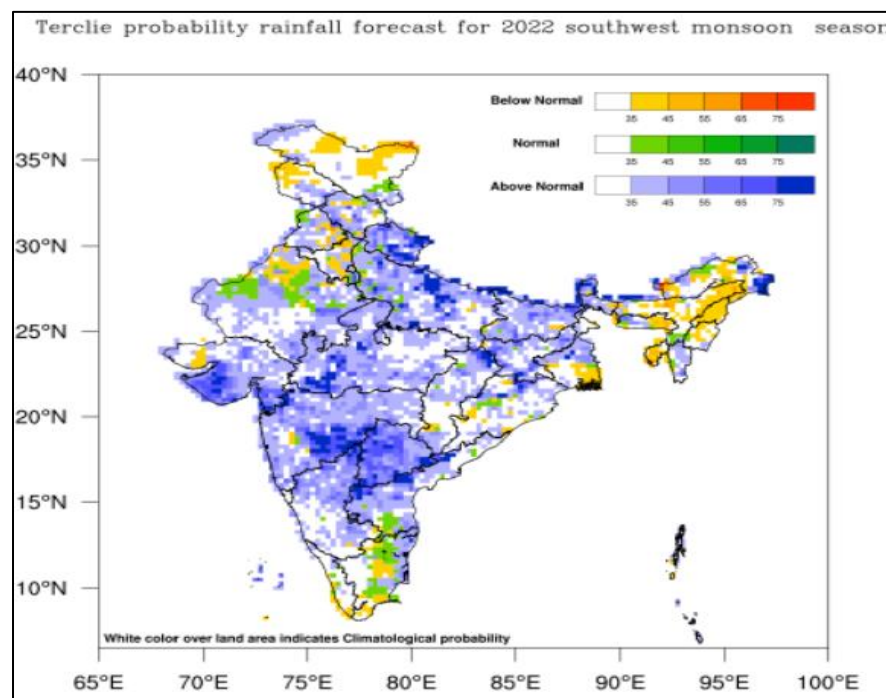 Terclie probability rainfall forecast for 2022 southwest monsoon season
40°N
35°N
30°N
25°N
20°N
15°N
10°N
Below Normal
35 45 55 65 75
Normal
35 45 55 65 75
Above Normal
35 45 55 65 75
White color over land area indicates Climatological probability
65°E 70°E 75°E 80°E 85°E 90°E 95°E 100°E